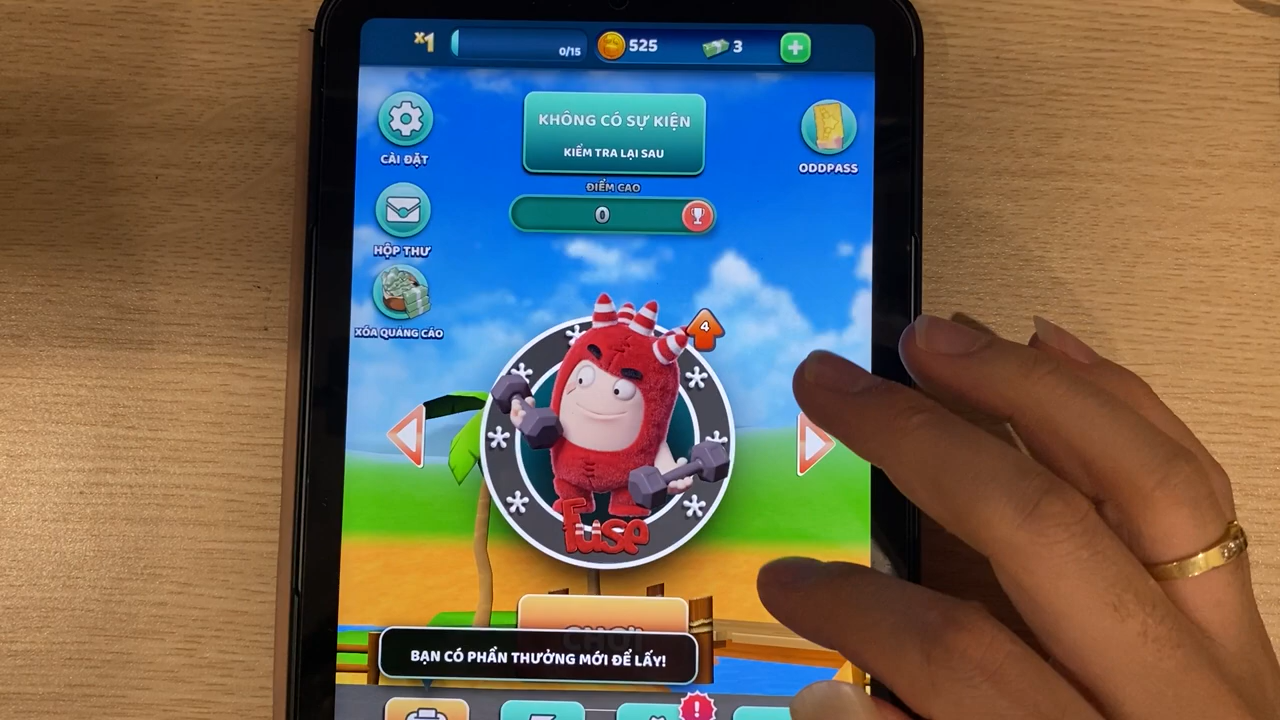 x1
0/15
525
3
KHÔNG CÓ SỰ KIỆN
KIỂM TRA LẠI SAU
CÀI ĐẶT
ODDPASS
ĐIỂM CAO
0
HỘP THƯ
XÓA QUẢNG CÁO
4
Fuse
CHƠI
BẠN CÓ PHẦN THƯỞNG MỚI ĐỂ LẤY!
!